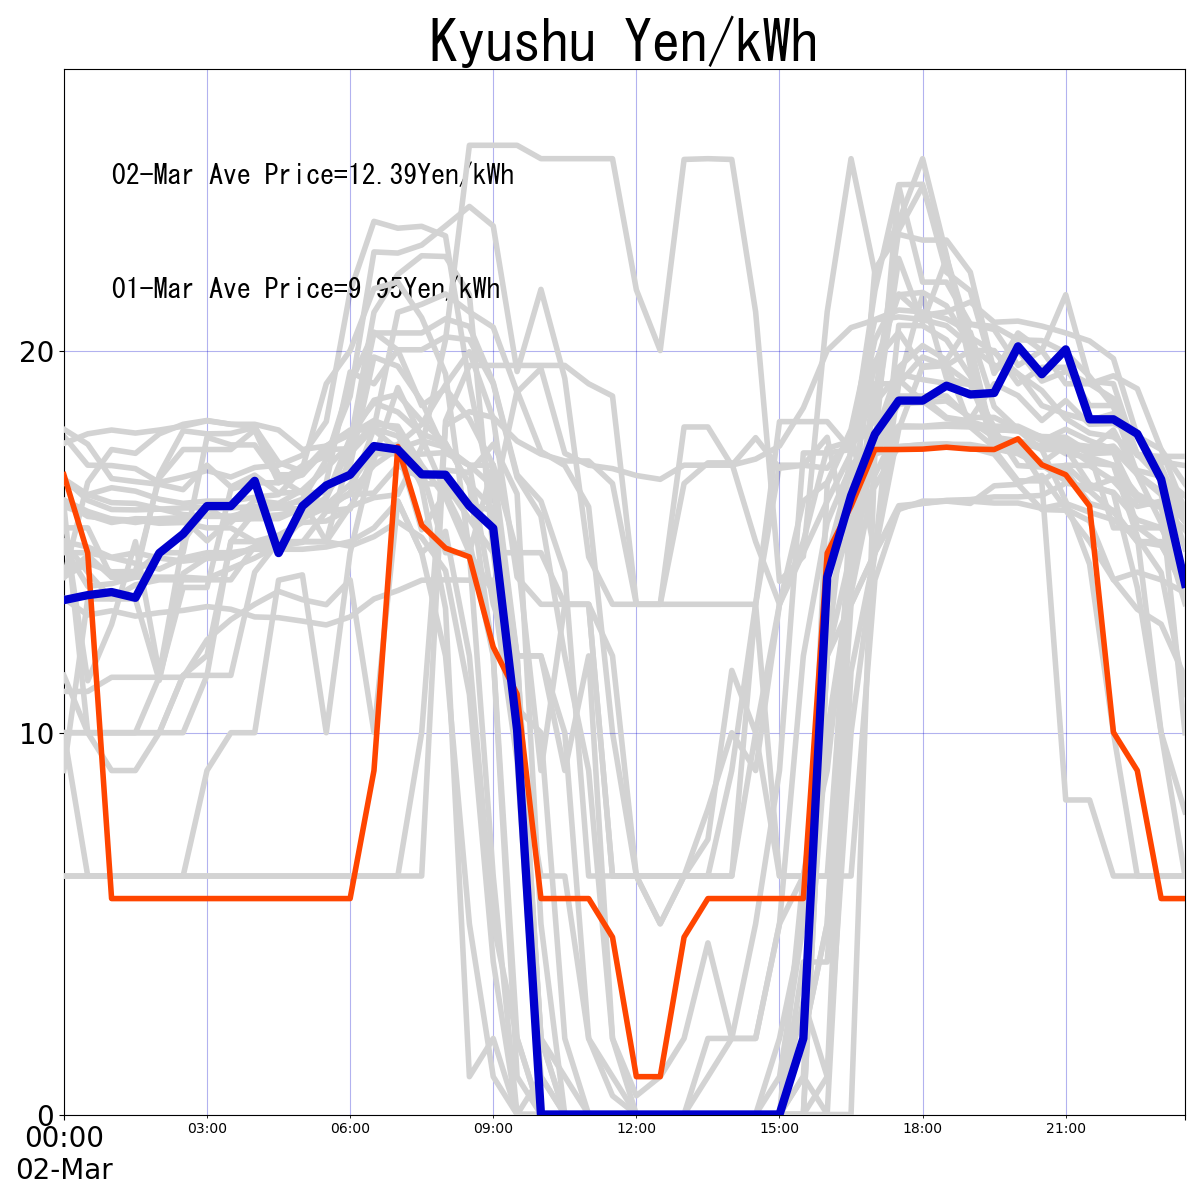 Kyushu Yen/kWh
02-Mar Ave Price=12.39Yen/kWh
01-Mar Ave Price=9.95Yen/kWh
20
10
0
00:00 03:00 06:00 09:00 12:00 15:00 18:00 21:00
02-Mar